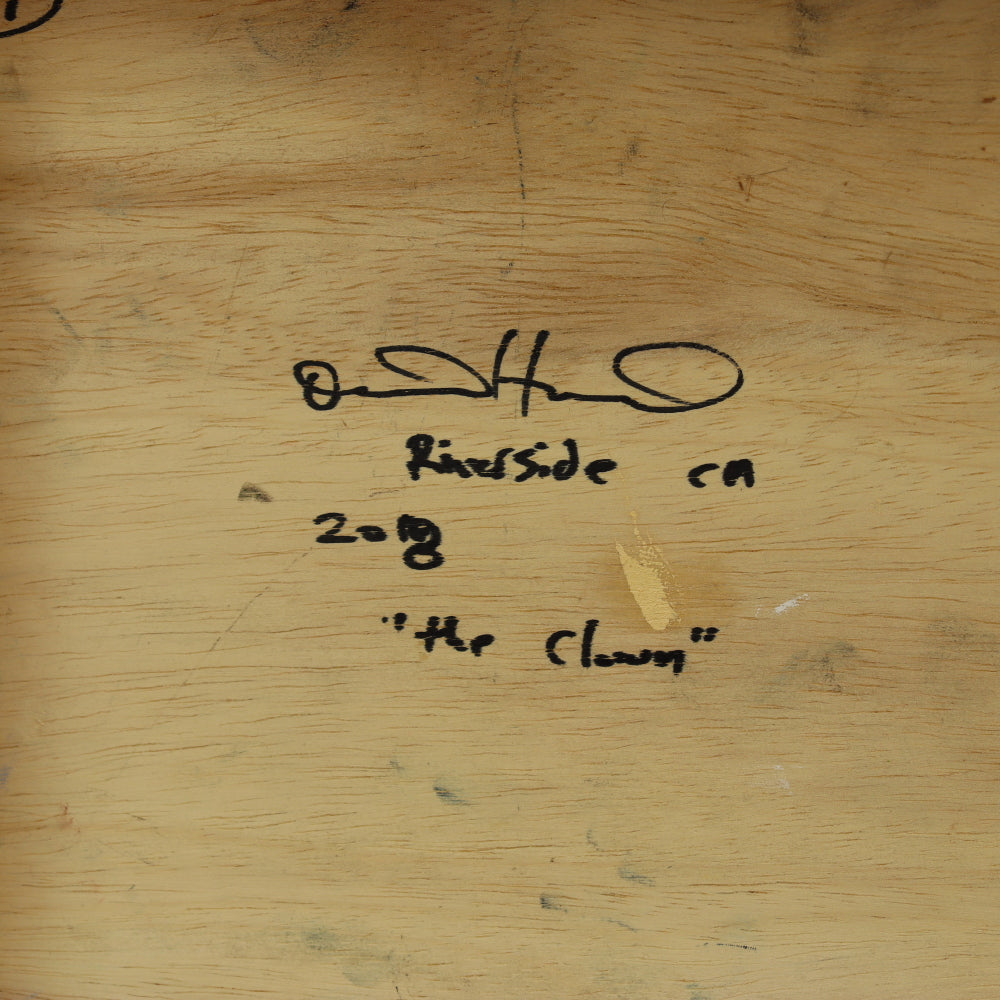 Riverside CA
2018
"the Clown"